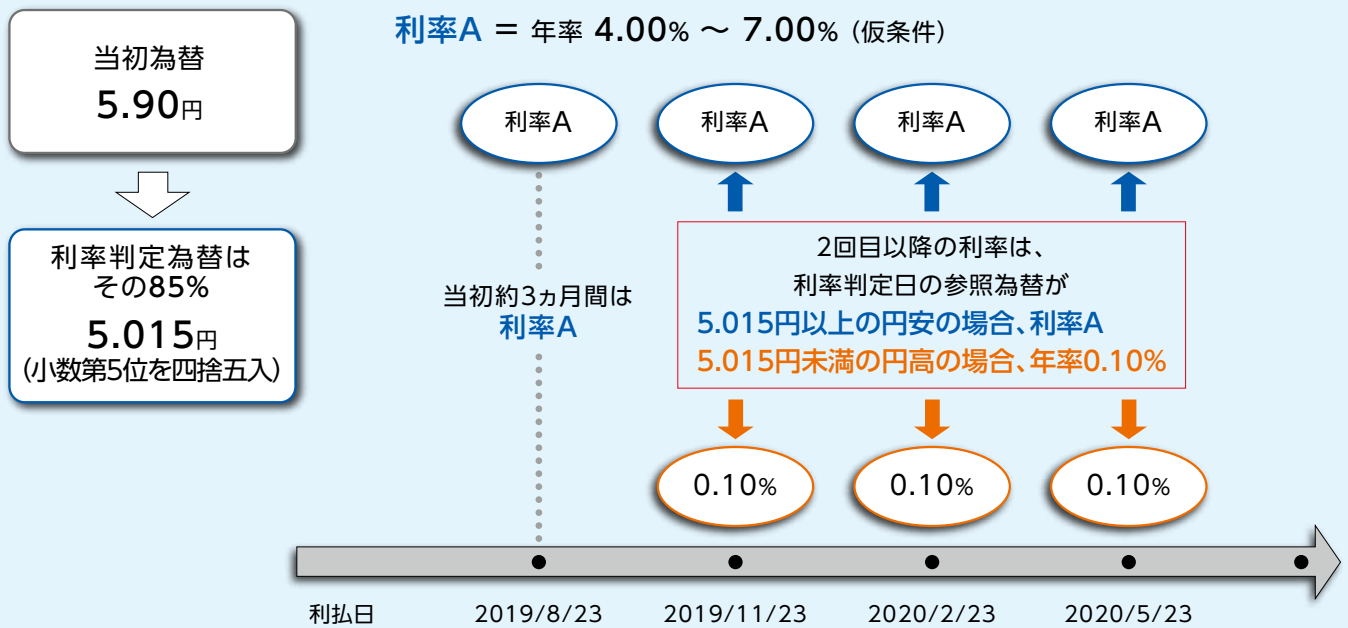 利率A = 年率 4.00% ～ 7.00%（仮条件）
当初為替
5.90円
利率判定為替は
その85%
5.015円
(小数第5位を四捨五入)
利率A
利率A
利率A
利率A
当初約3ヵ月間は
利率A
2回目以降の利率は、
利率判定日の参照為替が
5.015円以上の円安の場合、利率A
5.015円未満の円高の場合、年率0.10%
0.10%
0.10%
0.10%
利払日 2019/8/23 2019/11/23 2020/2/23 2020/5/23